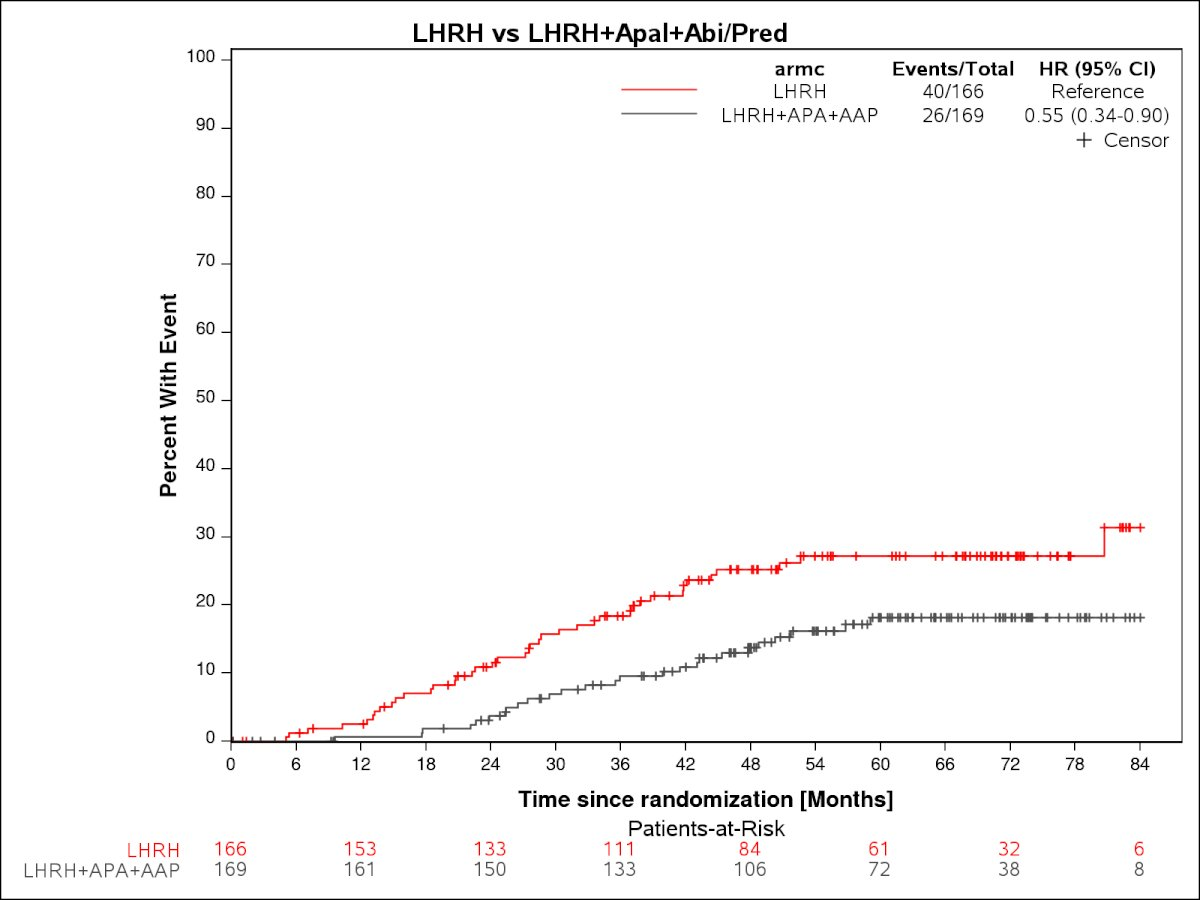 LHRH vs LHRH+Apal+Abi/Pred
armc Events/Total HR (95% CI)
LHRH 40/166 Reference
LHRH+APA+AAP 26/169 0.55 (0.34-0.90)
+ Censor
100
90
80
70
60
50
40
30
20
10
0
Percent With Event
0 6 12 18 24 30 36 42 48 54 60 66 72 78 84
Time since randomization [Months]
Patients-at-Risk
LHRH 166 153 133 111 84 61 32 6
LHRH+APA+AAP 169 161 150 133 106 72 38 8